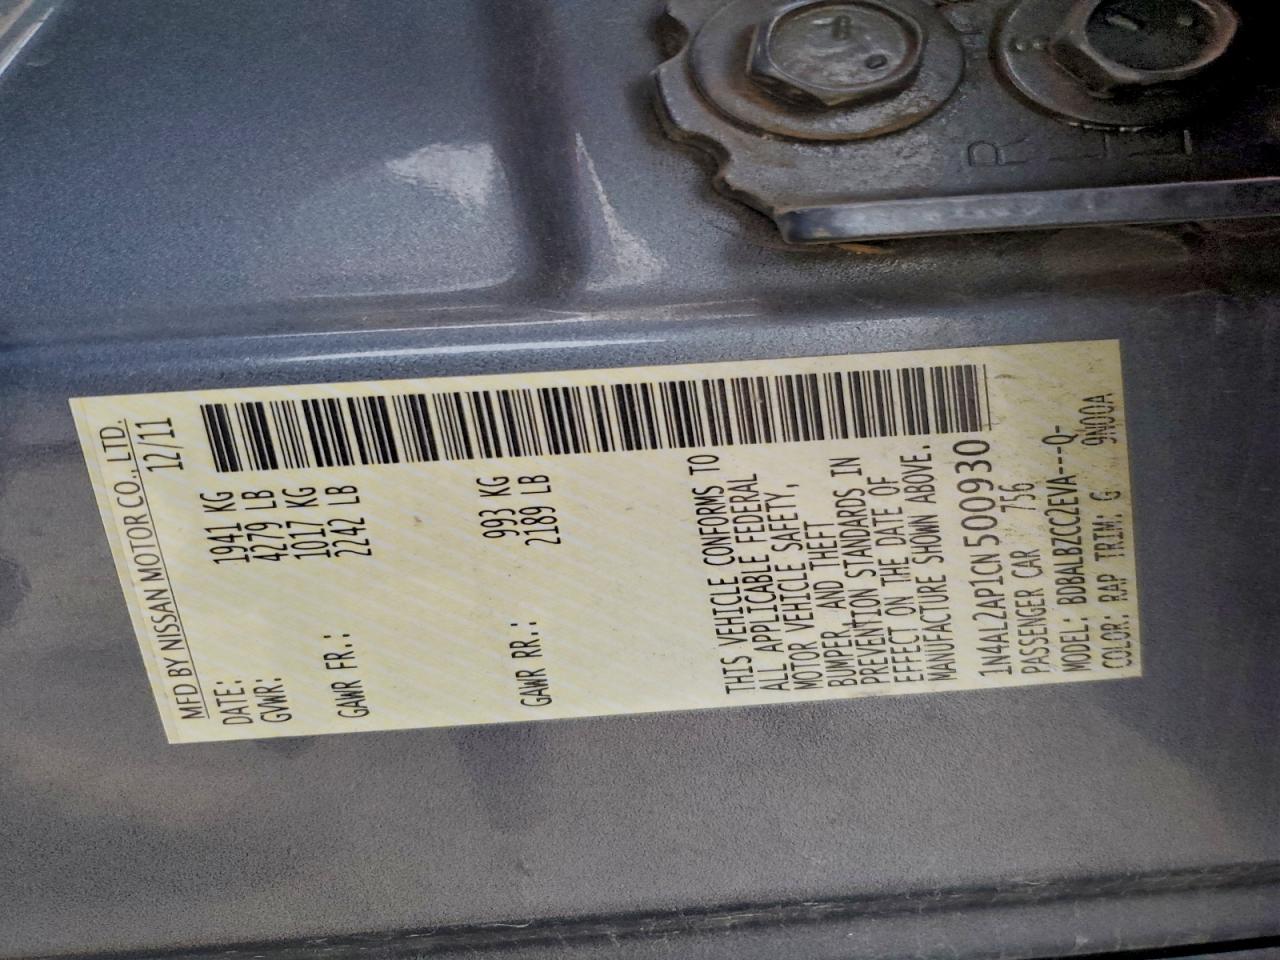 MFD BY NISSAN MOTOR CO., LTD.
DATE: 12/11
GVWR: 1941 KG
4279 LB
GAWR FR.: 1017 KG
2242 LB
GAWR RR.: 993 KG
2189 LB
THIS VEHICLE CONFORMS TO
ALL APPLICABLE FEDERAL
MOTOR VEHICLE SAFETY,
BUMPER, AND THEFT
PREVENTION STANDARDS IN
EFFECT ON THE DATE OF
MANUFACTURE SHOWN ABOVE.
1N4AL2AP1CN500930
PASSENGER CAR 756
MODEL: BDBALBZCC2EVA---Q-
COLOR: RAP TRIM: G 9N00A
R